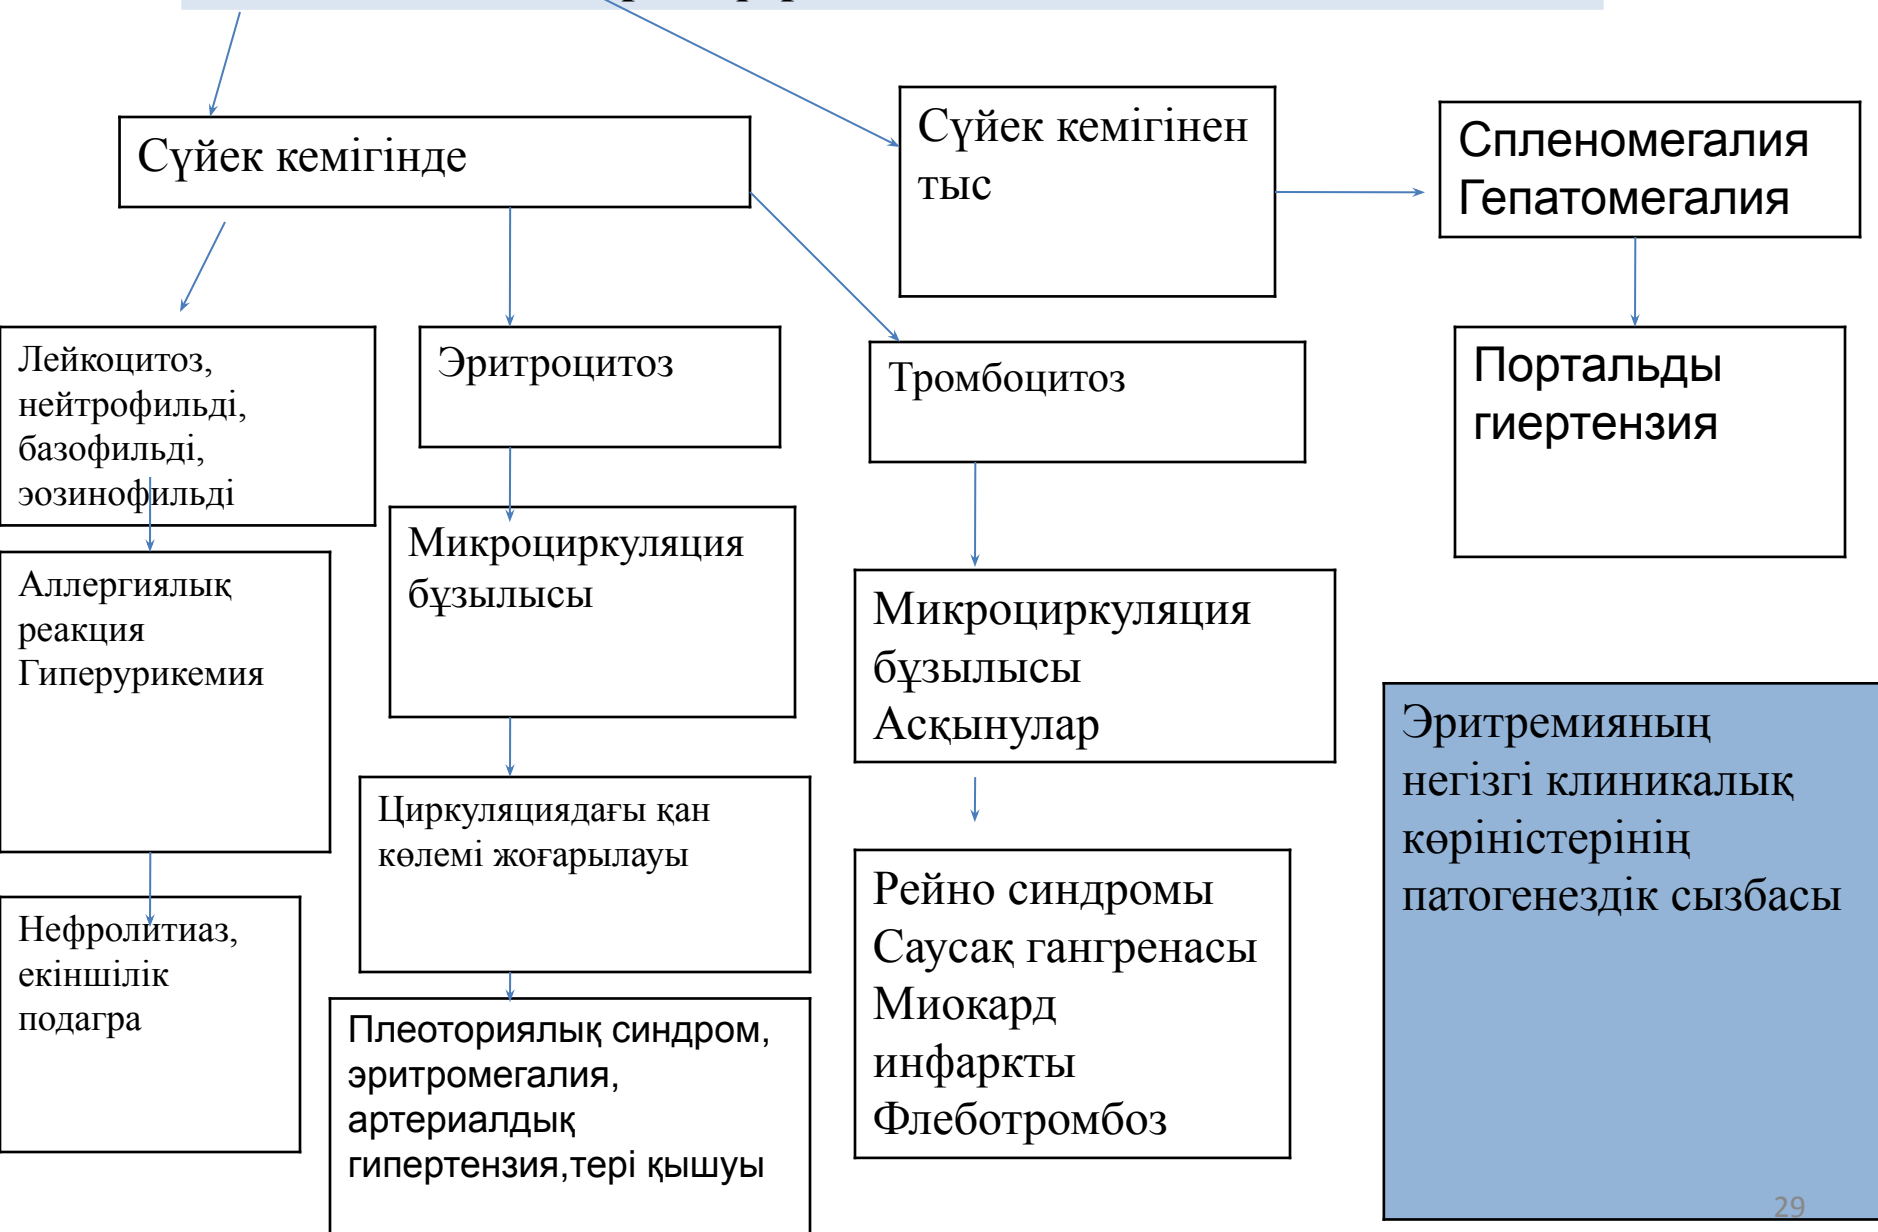 Сүйек кемігінде
Сүйек кемігінен
тыс
Спленомегалия
Гепатомегалия
Лейкоцитоз,
нейтрофильді,
базофильді,
эозинофильді
Эритроцитоз
Тромбоцитоз
Портальды
гиертензия
Аллергиялық
реакция
Гиперурикемия
Микроциркуляция
бұзылысы
Микроциркуляция
бұзылысы
Асқынулар
Эритремияның
негізгі клиникалық
көріністерінің
патогенездік сызбасы
Циркуляциядағы қан
көлемі жоғарылауы
Рейно синдромы
Саусақ гангренасы
Миокард
инфаркты
Флеботромбоз
Нефролитиаз,
екіншілік
подагра
Плеоториялық синдром,
эритромегалия,
артериалдық
гипертензия,тері қышуы
29